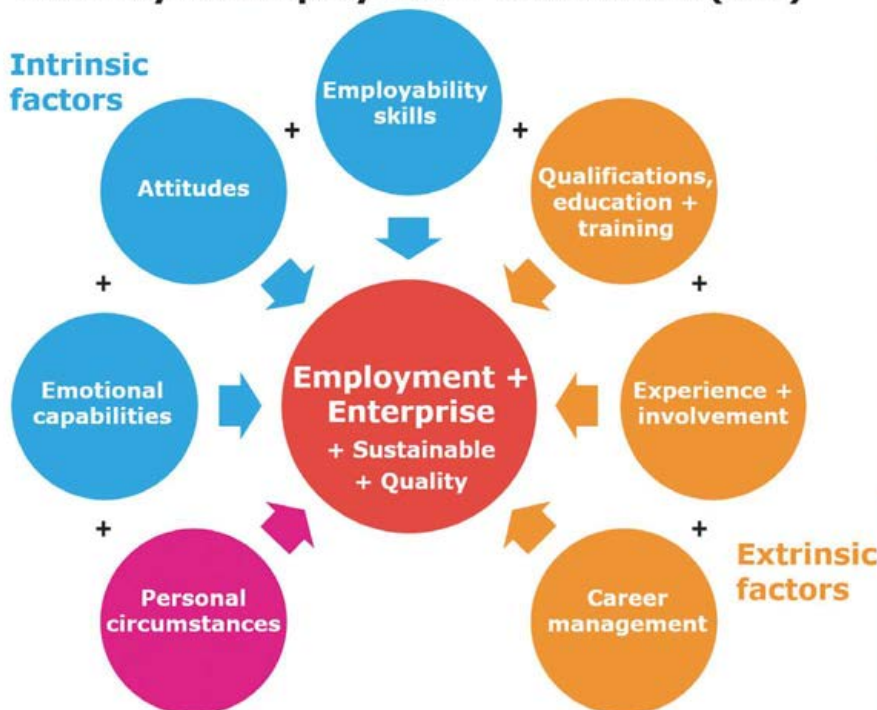 Intrinsic
factors
Employability
skills
+
+
Attitudes
Qualifications,
education +
training
+
+
Emotional
capabilities
Employment +
Enterprise
+ Sustainable
+ Quality
Experience +
involvement
+
+
Extrinsic
factors
Personal
circumstances
Career
management